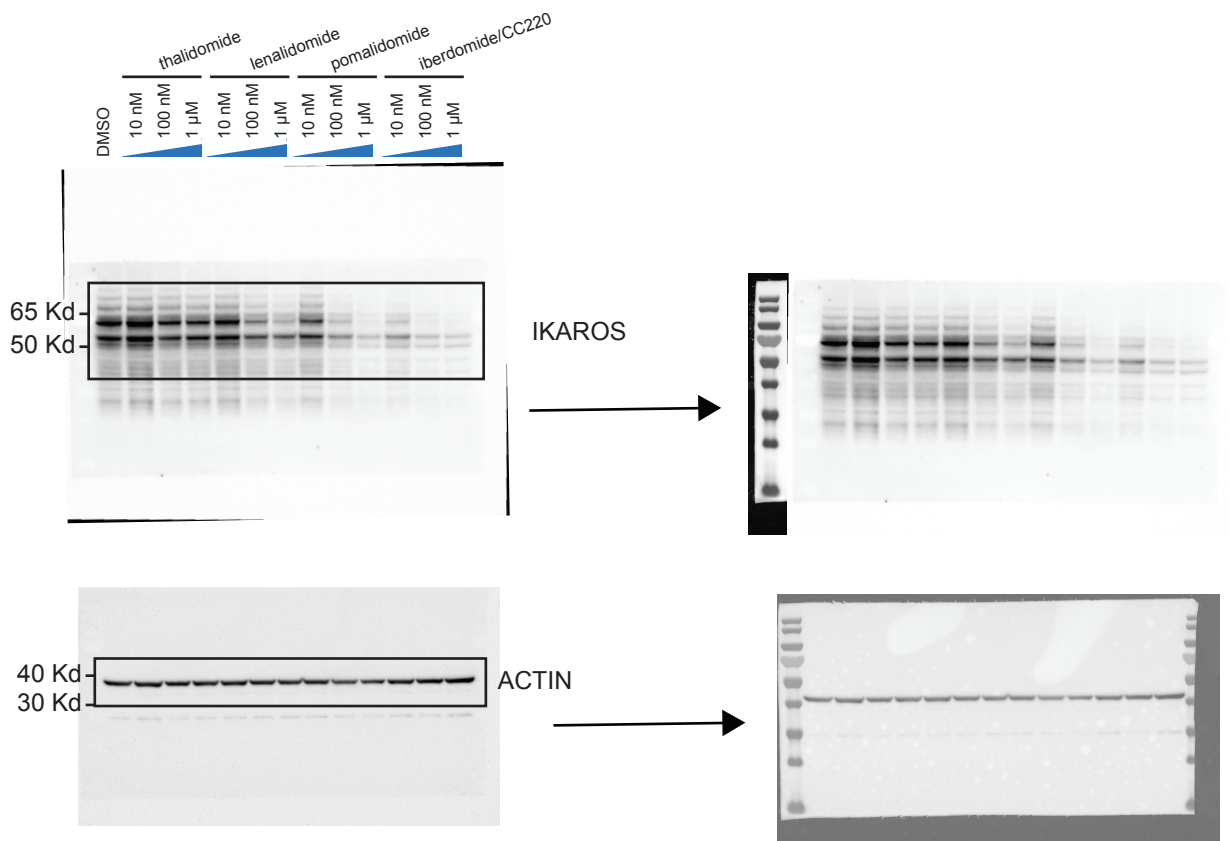 thalidomide lenalidomide pomalidomide iberdomide/CC220
DMSO 10 nM 100 nM 1 µM 10 nM 100 nM 1 µM 10 nM 100 nM 1 µM 10 nM 100 nM 1 µM
65 Kd
50 Kd
IKAROS
40 Kd
30 Kd
ACTIN